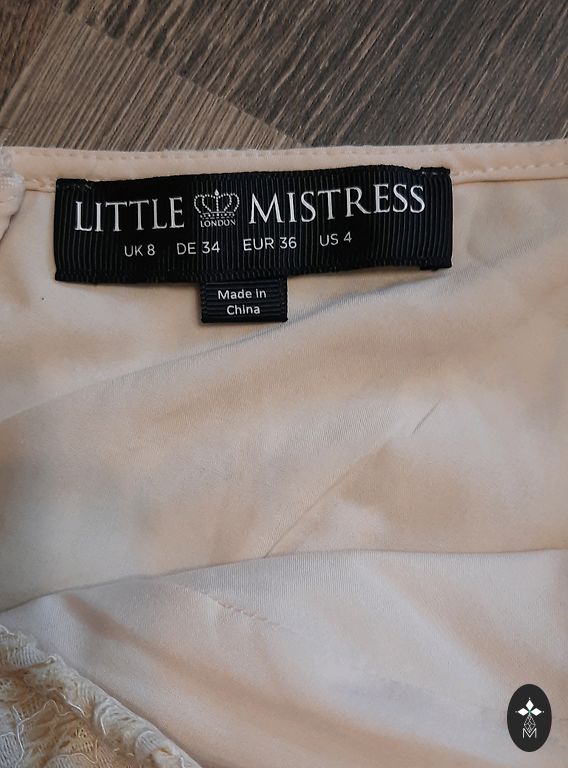 LITTLE MISTRESS
LONDON
UK 8 DE 34 EUR 36 US 4
Made in
China
M